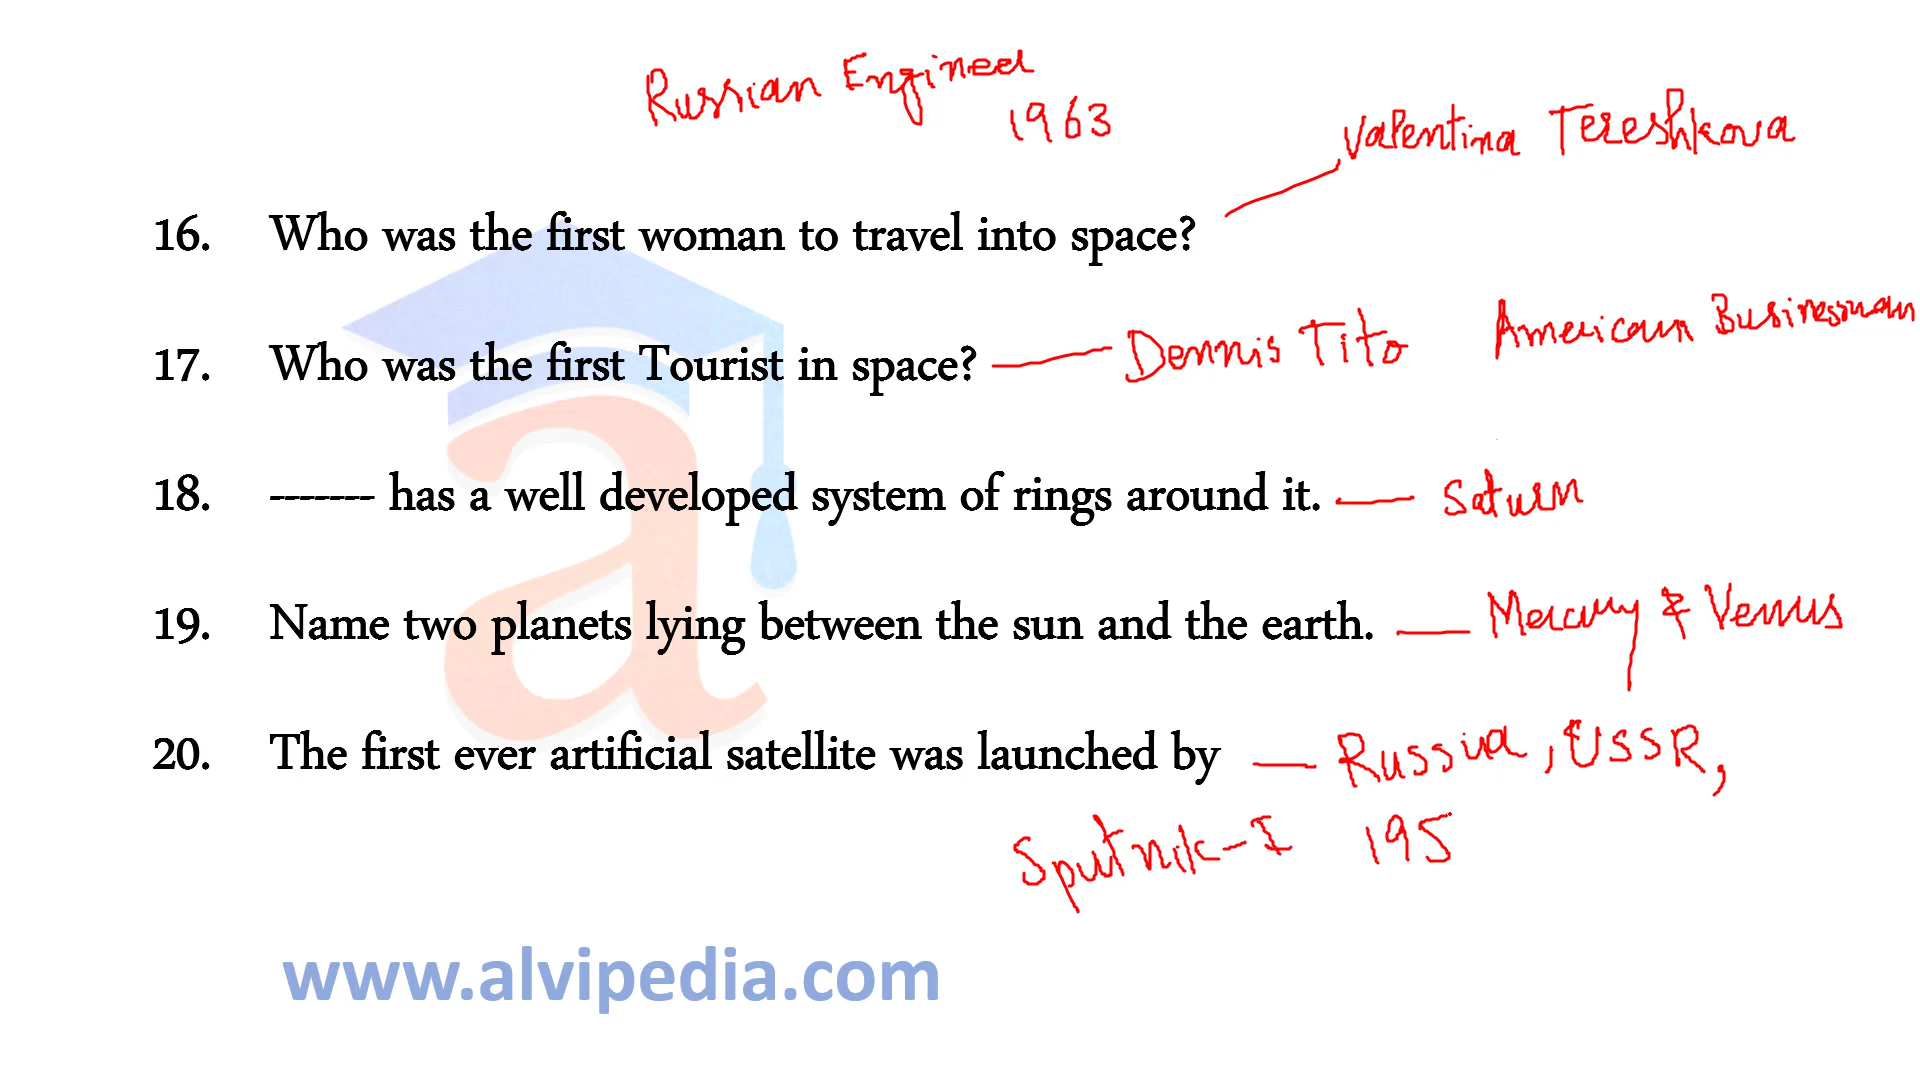 Russian Engineer
1963
Valentina Tereshkova
16. Who was the first woman to travel into space?
17. Who was the first Tourist in space? — Dennis Tito American Businessman
18. ------- has a well developed system of rings around it. — Saturn
19. Name two planets lying between the sun and the earth. — Mercury & Venus
20. The first ever artificial satellite was launched by — Russia, USSR,
Sputnik-I 195
www.alvipedia.com